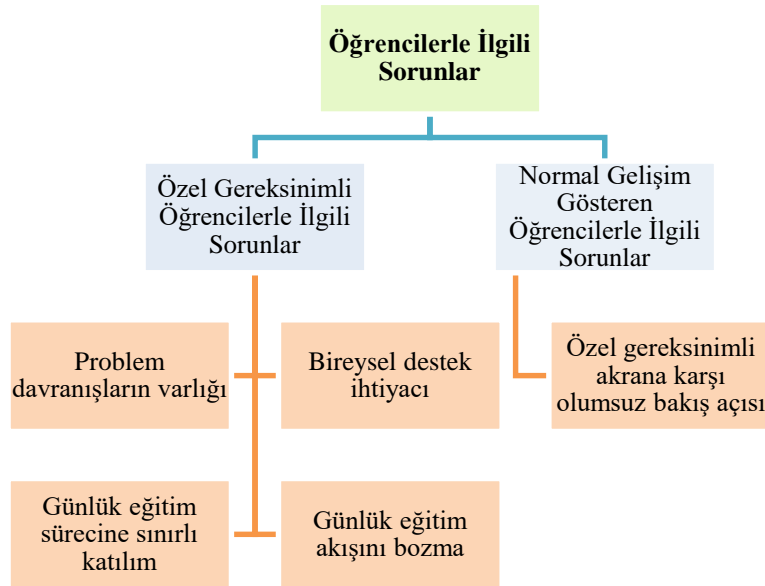 Öğrencilerle İlgili
Sorunlar
Özel Gereksinimli
Öğrencilerle İlgili
Sorunlar
Normal Gelişim
Gösteren
Öğrencilerle İlgili
Sorunlar
Problem
davranışların varlığı
Bireysel destek
ihtiyacı
Özel gereksinimli
akrana karşı
olumsuz bakış açısı
Günlük eğitim
sürecine sınırlı
katılım
Günlük eğitim
akışını bozma